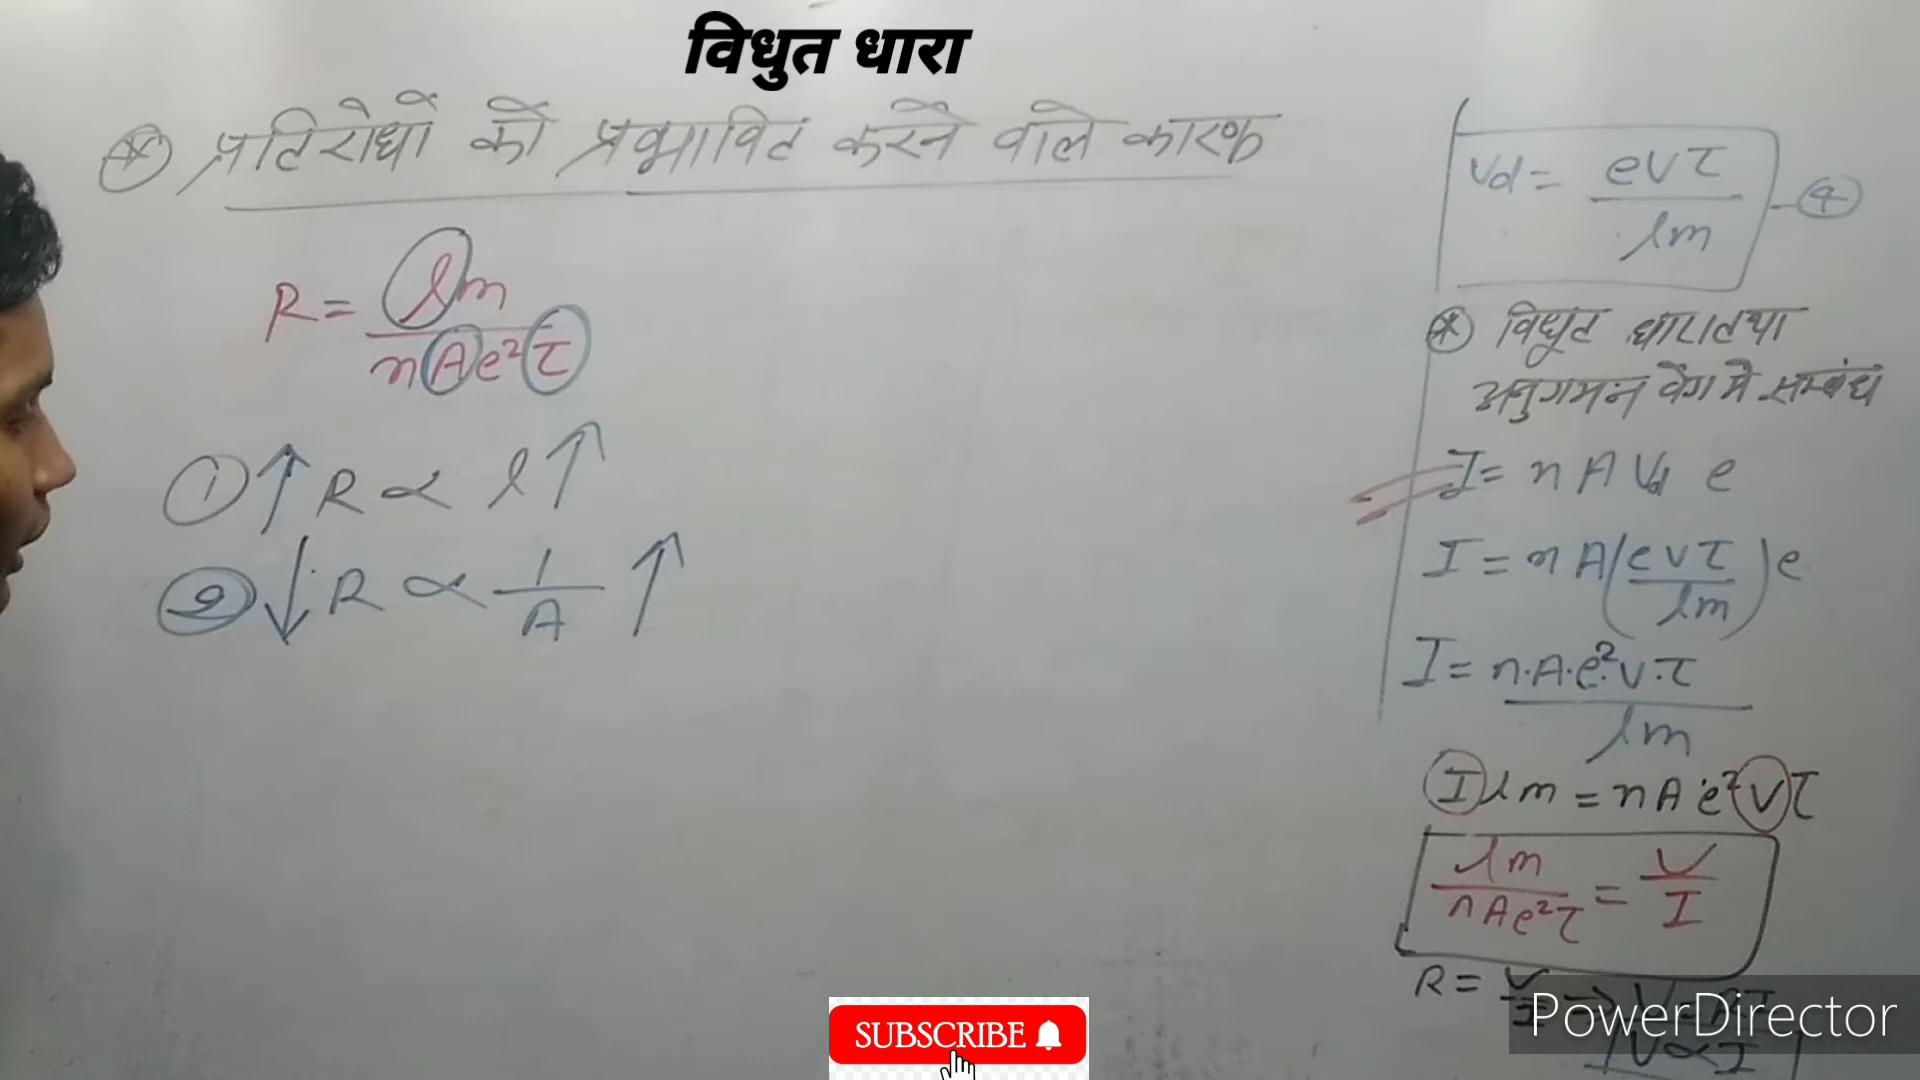 विधुत धारा
* प्रतिरोधों को प्रभावित करने वाले कारक
R = lm / nAe²τ
① ↑ R ∝ l ↑
② ↓ R ∝ 1/A ↑
Vd = eVτ / lm — ④
* विधुत धारा तथा
अनुगमन वेग मे सम्बंध
I = n A Vd e
I = n A (eVτ / lm) e
I = n.A.e².V.τ / lm
I l m = n A e² V τ
lm / nAe²τ = V / I
R = V / I ⇒
V ∝ I
SUBSCRIBE
PowerDirector